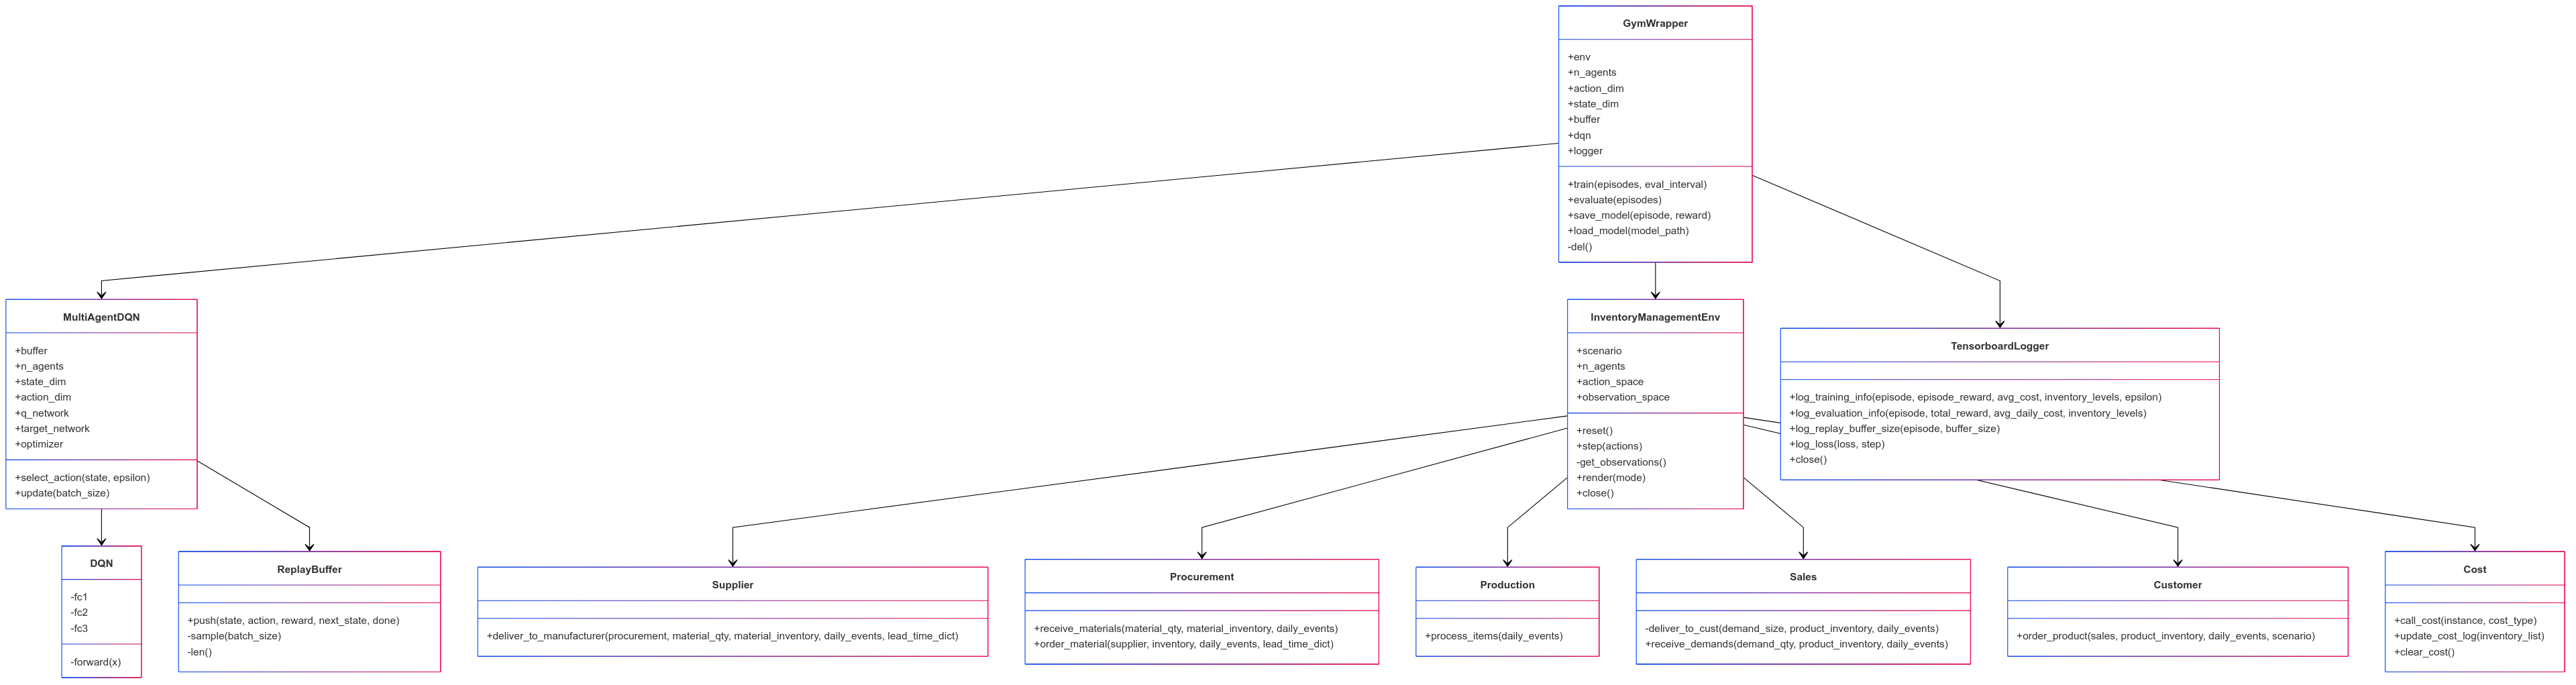 GymWrapper
+env
+n_agents
+action_dim
+state_dim
+buffer
+dqn
+logger
+train(episodes, eval_interval)
+evaluate(episodes)
+save_model(episode, reward)
+load_model(model_path)
-del()
MultiAgentDQN
+buffer
+n_agents
+state_dim
+action_dim
+q_network
+target_network
+optimizer
+select_action(state, epsilon)
+update(batch_size)
InventoryManagementEnv
+scenario
+n_agents
+action_space
+observation_space
+reset()
+step(actions)
-get_observations()
+render(mode)
+close()
TensorboardLogger
+log_training_info(episode, episode_reward, avg_cost, inventory_levels, epsilon)
+log_evaluation_info(episode, total_reward, avg_daily_cost, inventory_levels)
+log_replay_buffer_size(episode, buffer_size)
+log_loss(loss, step)
+close()
DQN
-fc1
-fc2
-fc3
-forward(x)
ReplayBuffer
+push(state, action, reward, next_state, done)
-sample(batch_size)
-len()
Supplier
+deliver_to_manufacturer(procurement, material_qty, material_inventory, daily_events, lead_time_dict)
Procurement
+receive_materials(material_qty, material_inventory, daily_events)
+order_material(supplier, inventory, daily_events, lead_time_dict)
Production
+process_items(daily_events)
Sales
-deliver_to_cust(demand_size, product_inventory, daily_events)
+receive_demands(demand_qty, product_inventory, daily_events)
Customer
+order_product(sales, product_inventory, daily_events, scenario)
Cost
+call_cost(instance, cost_type)
+update_cost_log(inventory_list)
+clear_cost()